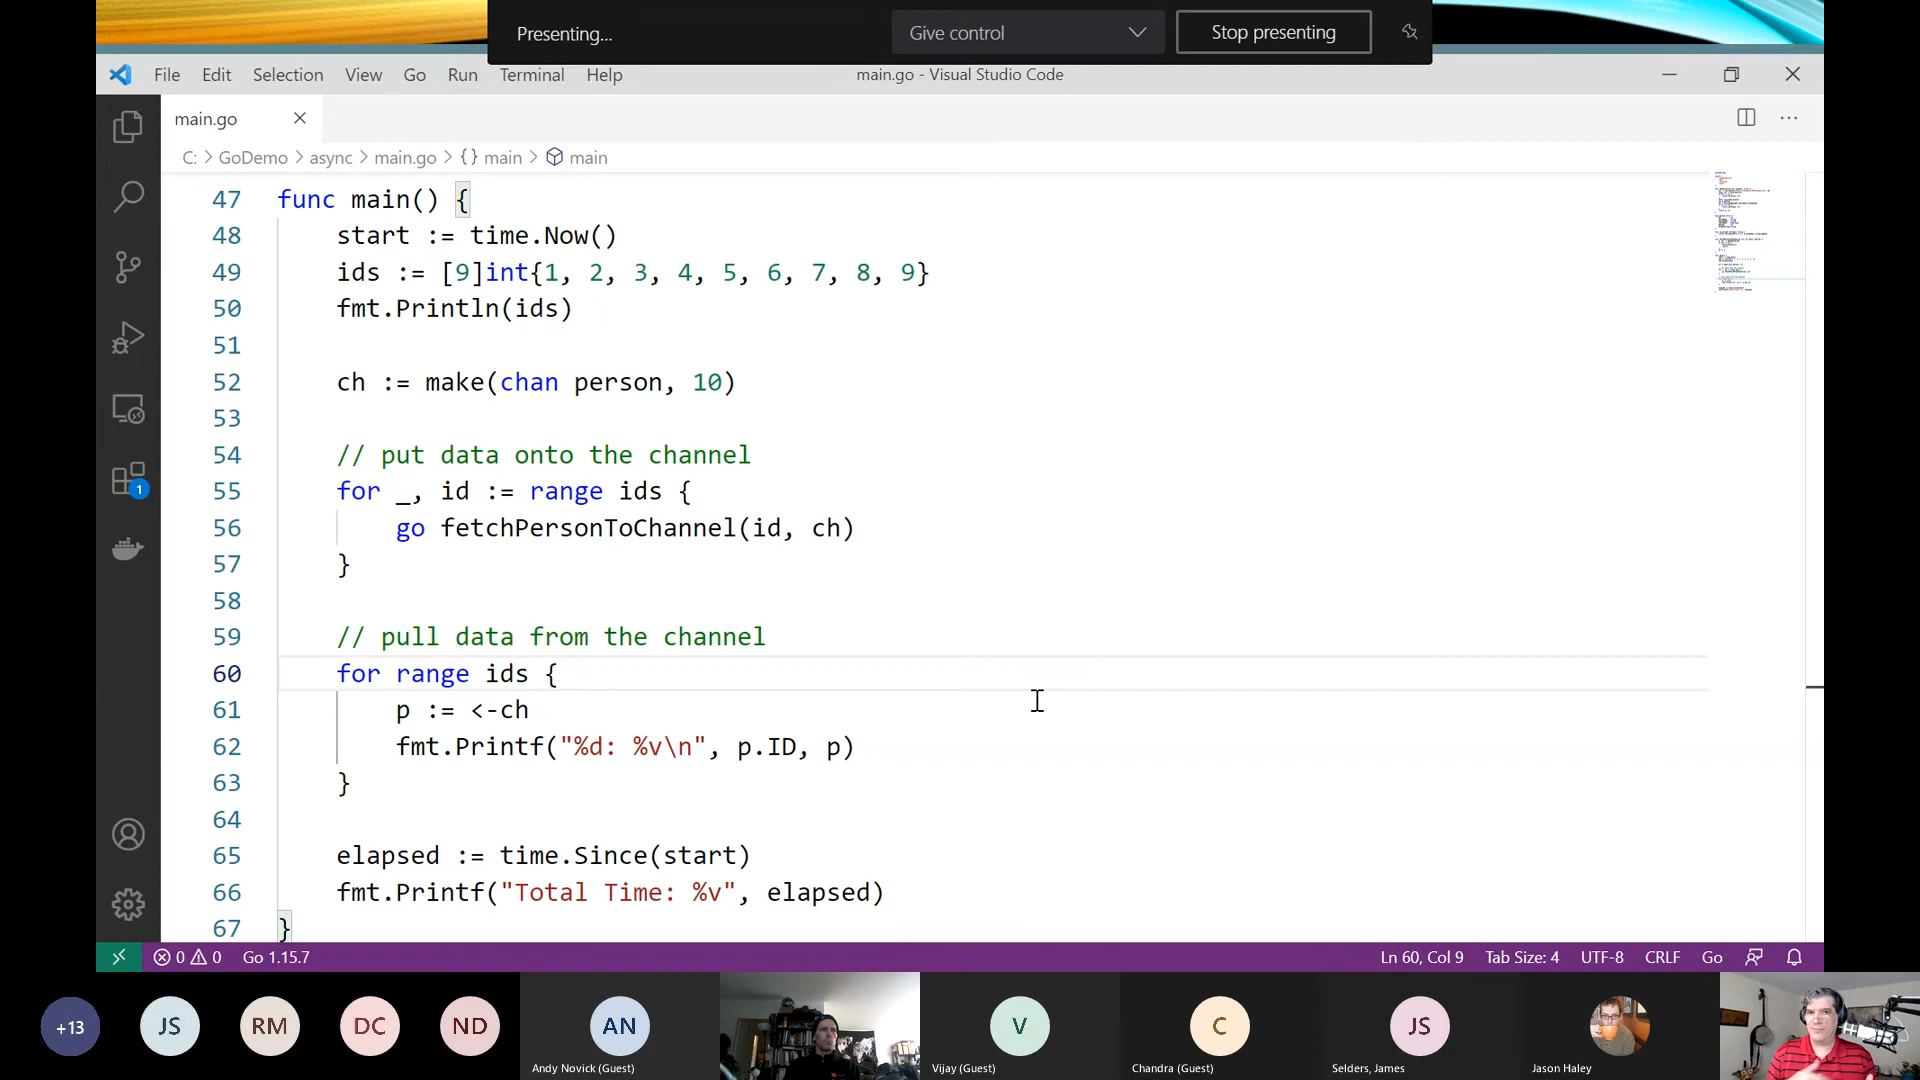 Presenting...
Give control
Stop presenting
File Edit Selection View Go Run Terminal Help
main.go - Visual Studio Code
main.go
C: > GoDemo > async > main.go > {} main > main
47 func main() {
48 start := time.Now()
49 ids := [9]int{1, 2, 3, 4, 5, 6, 7, 8, 9}
50 fmt.Println(ids)
51
52 ch := make(chan person, 10)
53
54 // put data onto the channel
55 for _, id := range ids {
56 go fetchPersonToChannel(id, ch)
57 }
58
59 // pull data from the channel
60 for range ids {
61 p := <-ch
62 fmt.Printf("%d: %v\n", p.ID, p)
63 }
64
65 elapsed := time.Since(start)
66 fmt.Printf("Total Time: %v", elapsed)
67 }
1
0 0 Go 1.15.7
Ln 60, Col 9 Tab Size: 4 UTF-8 CRLF Go
+13 JS RM DC ND AN V C JS
Andy Novick (Guest)
Vijay (Guest)
Chandra (Guest)
Selders, James
Jason Haley